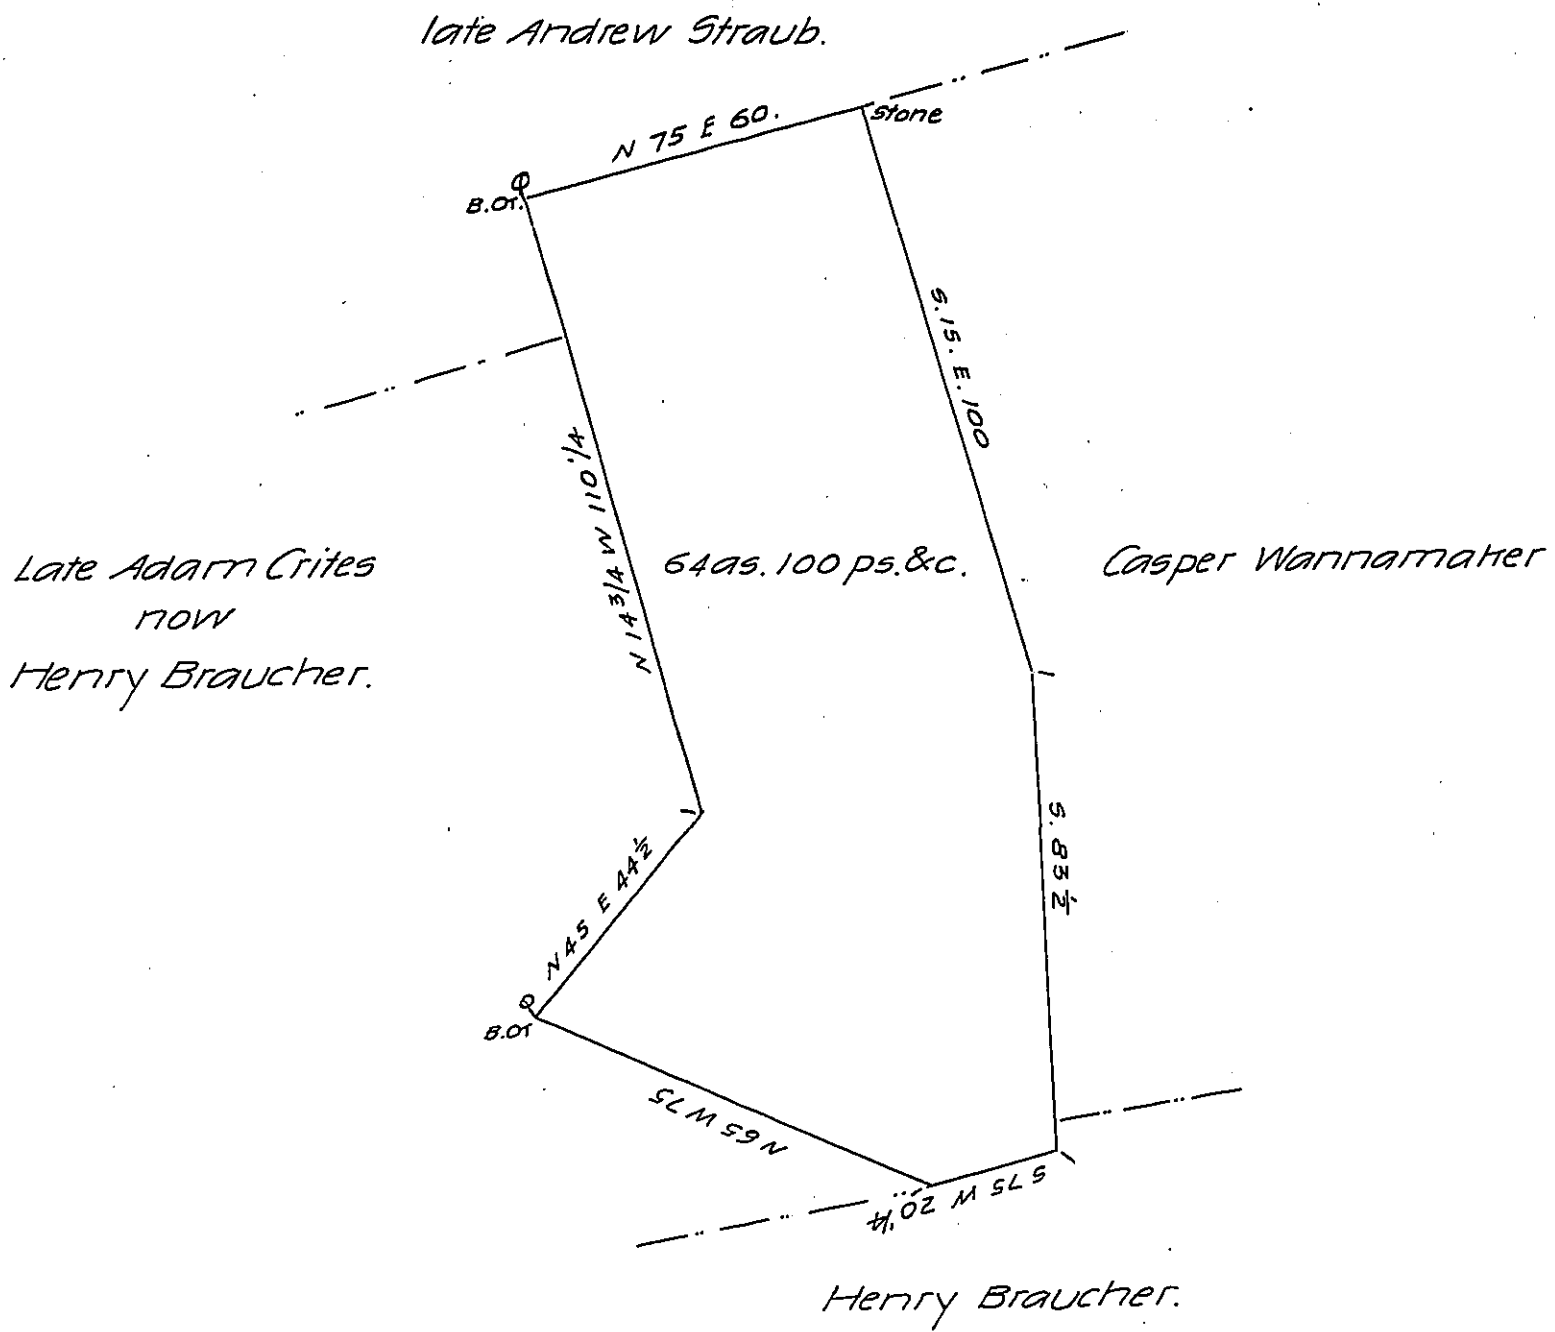 late Andrew Straub.
N 75 E 60.
stone
B.Or.
S.15. E. 100
N 14 3/4 W 110 1/4
Late Adam Crites
now
Henry Braucher.
64as. 100 ps.&c.
Casper Wannamaker
S. 83 1/2
N 45 E 44 1/2
B.Or
N 65 W 75
S 75 W 20 1/4
Henry Braucher.